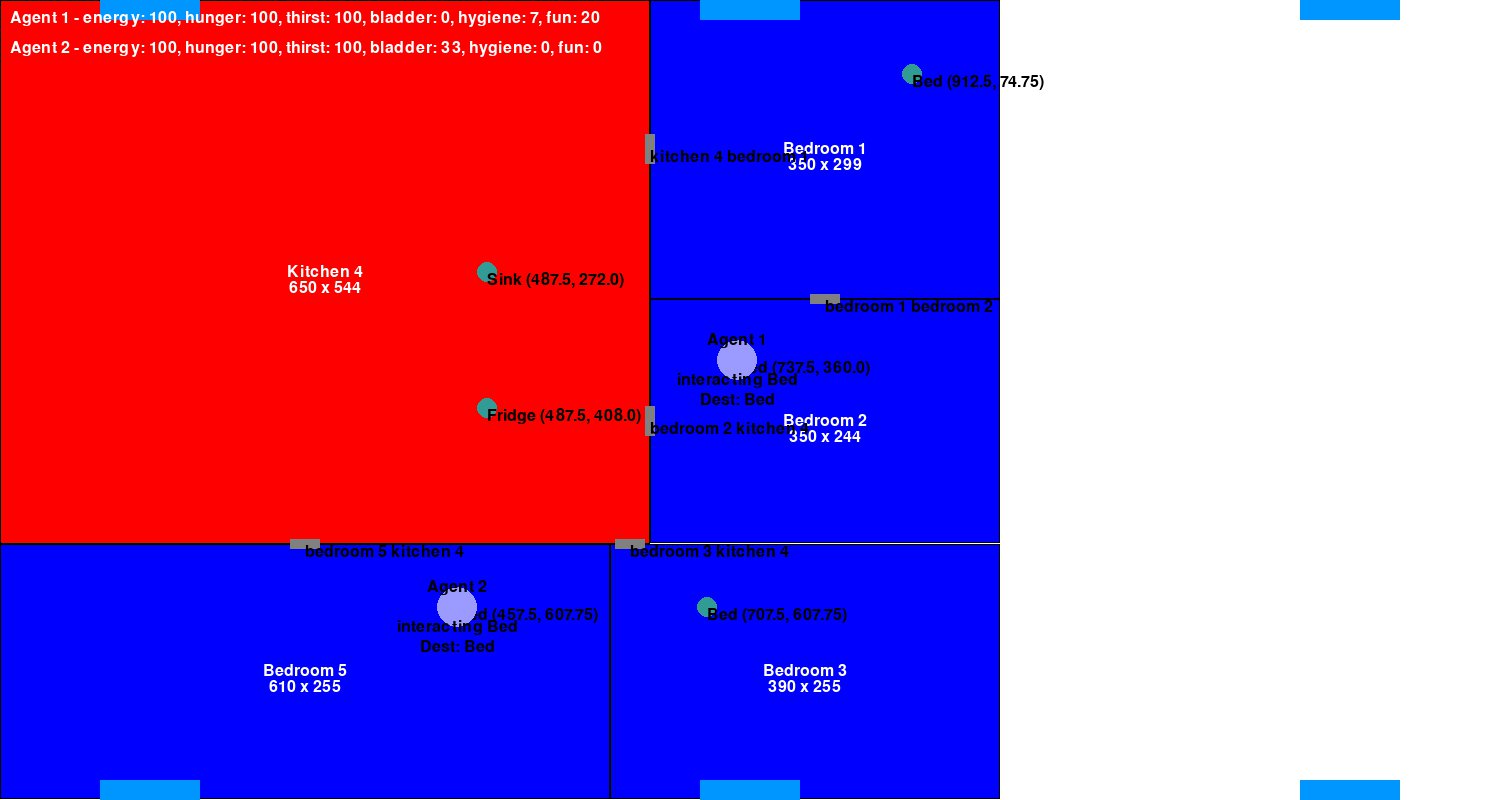 Agent 1 - energy: 100, hunger: 100, thirst: 100, bladder: 0, hygiene: 7, fun: 20
Agent 2 - energy: 100, hunger: 100, thirst: 100, bladder: 33, hygiene: 0, fun: 0
Bed (912.5, 74.75)
Bedroom 1
kitchen 4 bedroom
350 x 299
Kitchen 4
650 x 544
Sink (487.5, 272.0)
bedroom 1 bedroom 2
Agent 1
(737.5, 360.0)
interacting Bed
Dest: Bed
Fridge (487.5, 408.0)
Bedroom 2
bedroom 2 kitchen 4
350 x 244
bedroom 5 kitchen 4
bedroom 3 kitchen 4
Agent 2
(457.5, 607.75)
Bed (707.5, 607.75)
interacting Bed
Dest: Bed
Bedroom 5
610 x 255
Bedroom 3
390 x 255